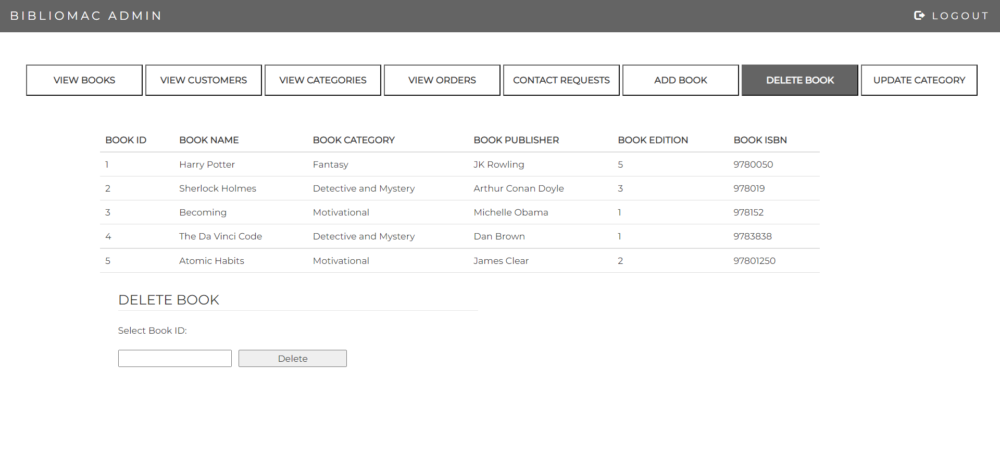 BIBLIOMAC ADMIN LOGOUT
VIEW BOOKS VIEW CUSTOMERS VIEW CATEGORIES VIEW ORDERS CONTACT REQUESTS ADD BOOK DELETE BOOK UPDATE CATEGORY
BOOK ID BOOK NAME BOOK CATEGORY BOOK PUBLISHER BOOK EDITION BOOK ISBN
1 Harry Potter Fantasy JK Rowling 5 9780050
2 Sherlock Holmes Detective and Mystery Arthur Conan Doyle 3 978019
3 Becoming Motivational Michelle Obama 1 978152
4 The Da Vinci Code Detective and Mystery Dan Brown 1 9783838
5 Atomic Habits Motivational James Clear 2 97801250
DELETE BOOK
Select Book ID:
Delete